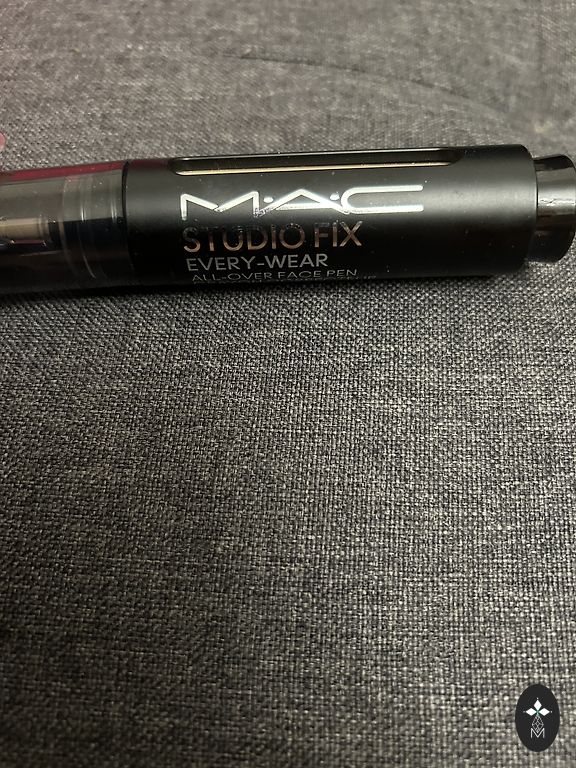 M·A·C
STUDIO FIX
EVERY-WEAR
ALL-OVER FACE PEN
M